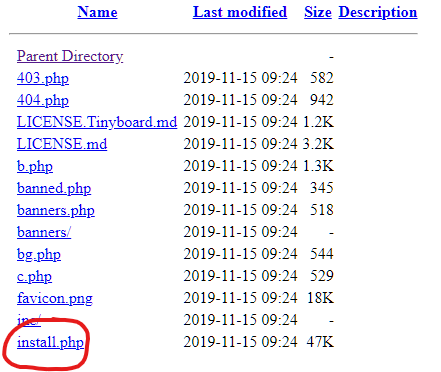 Name Last modified Size Description
Parent Directory -
403.php 2019-11-15 09:24 582
404.php 2019-11-15 09:24 942
LICENSE.Tinyboard.md 2019-11-15 09:24 1.2K
LICENSE.md 2019-11-15 09:24 3.2K
b.php 2019-11-15 09:24 1.3K
banned.php 2019-11-15 09:24 345
banners.php 2019-11-15 09:24 518
banners/ 2019-11-15 09:24 -
bg.php 2019-11-15 09:24 544
c.php 2019-11-15 09:24 529
favicon.png 2019-11-15 09:24 18K
inc/ 2019-11-15 09:24 -
install.php 2019-11-15 09:24 47K